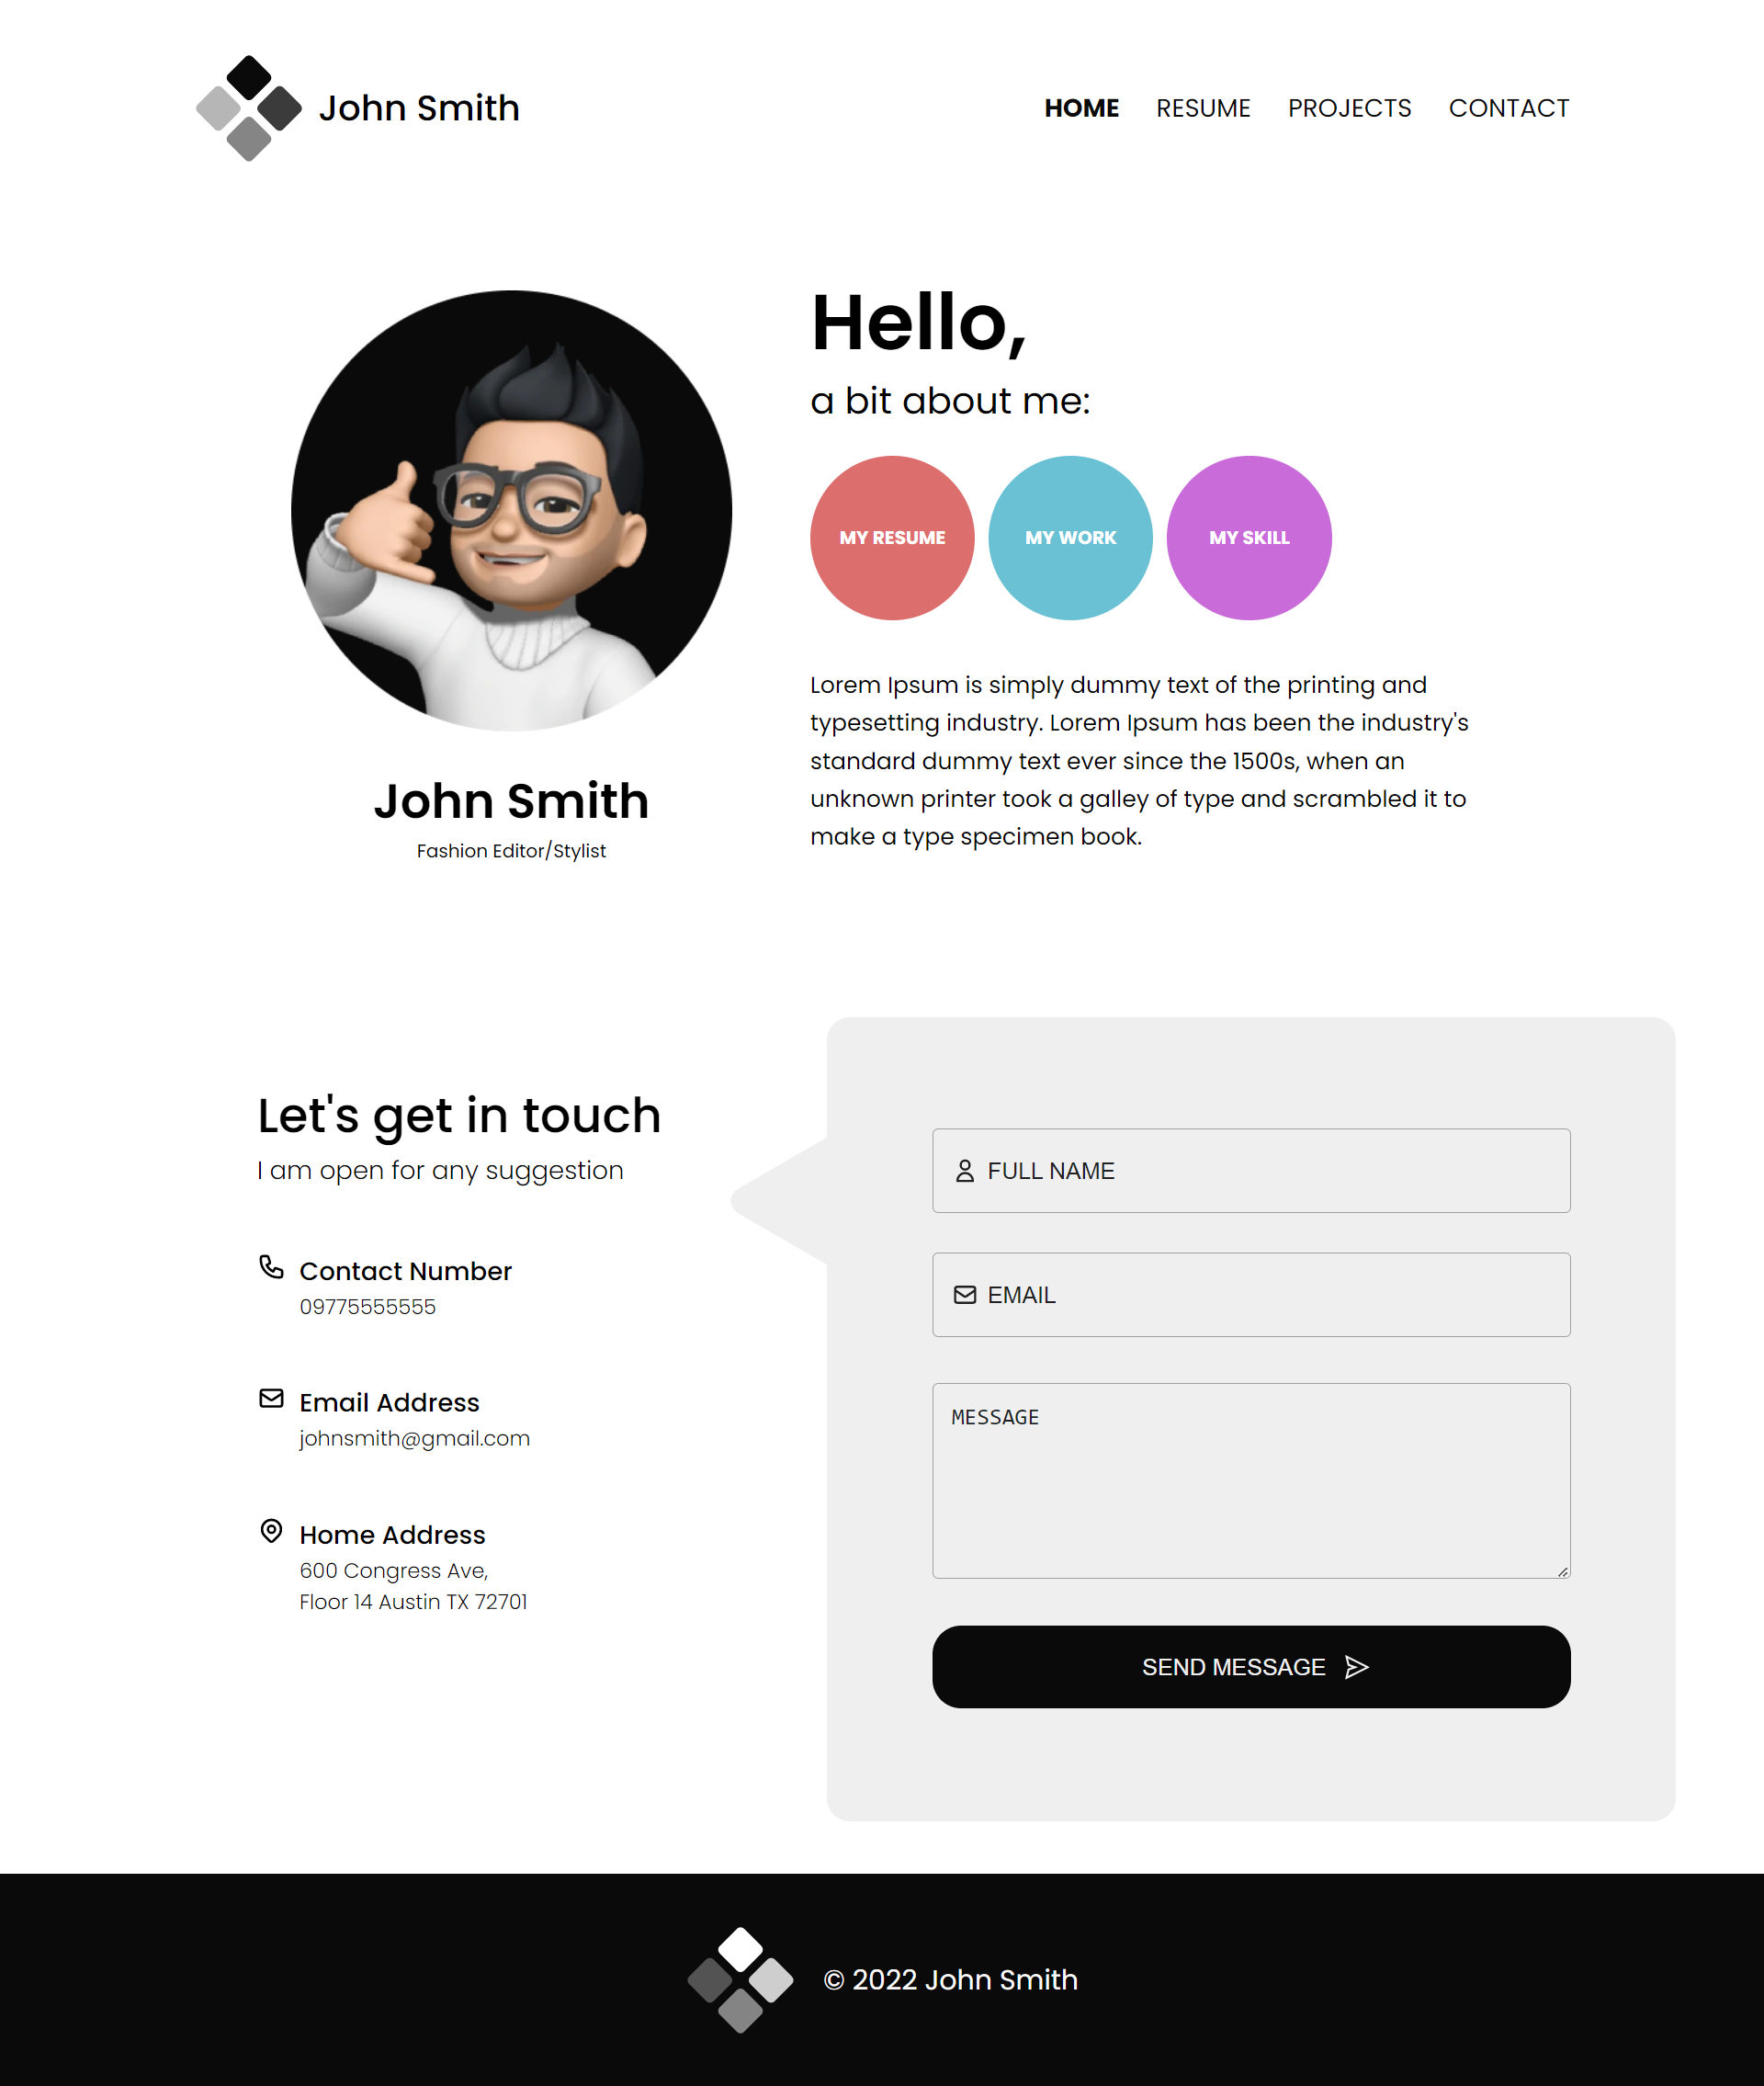 John Smith
HOME RESUME PROJECTS CONTACT
Hello,
a bit about me:
MY RESUME MY WORK MY SKILL
Lorem Ipsum is simply dummy text of the printing and
typesetting industry. Lorem Ipsum has been the industry's
standard dummy text ever since the 1500s, when an
unknown printer took a galley of type and scrambled it to
make a type specimen book.
John Smith
Fashion Editor/Stylist
Let's get in touch
I am open for any suggestion
Contact Number
09775555555
Email Address
johnsmith@gmail.com
Home Address
600 Congress Ave,
Floor 14 Austin TX 72701
FULL NAME
EMAIL
MESSAGE
SEND MESSAGE
© 2022 John Smith